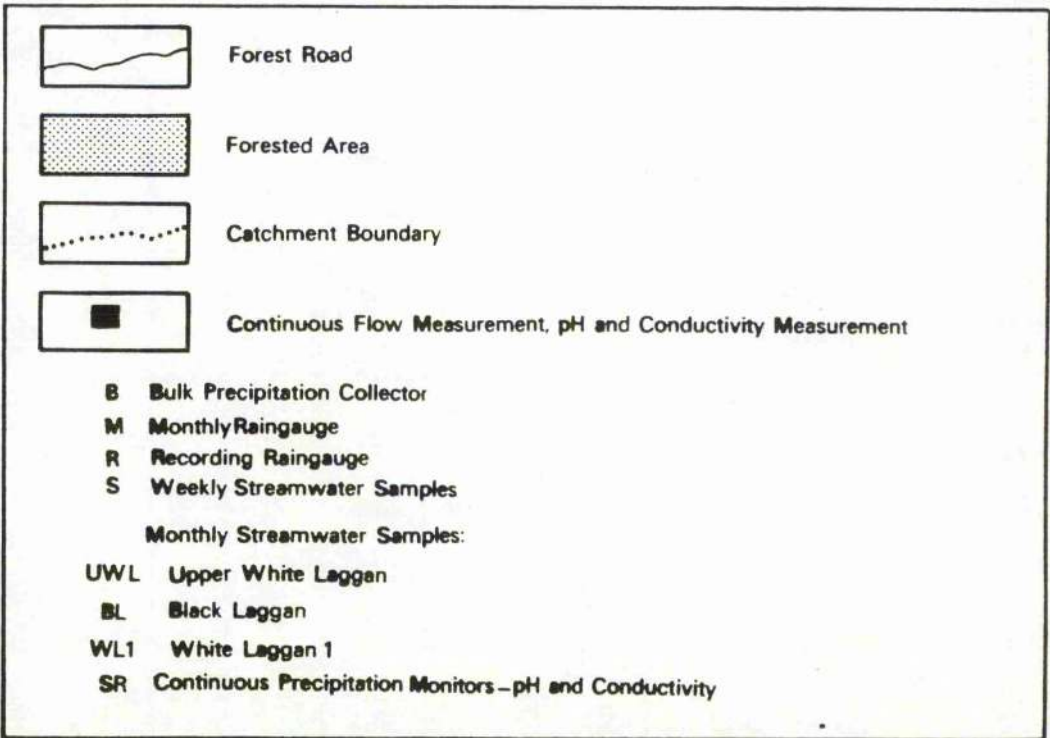 Forest Road
Forested Area
Catchment Boundary
Continuous Flow Measurement, pH and Conductivity Measurement
B Bulk Precipitation Collector
M Monthly Raingauge
R Recording Raingauge
S Weekly Streamwater Samples
Monthly Streamwater Samples:
UWL Upper White Laggan
BL Black Laggan
WL1 White Laggan 1
SR Continuous Precipitation Monitors - pH and Conductivity